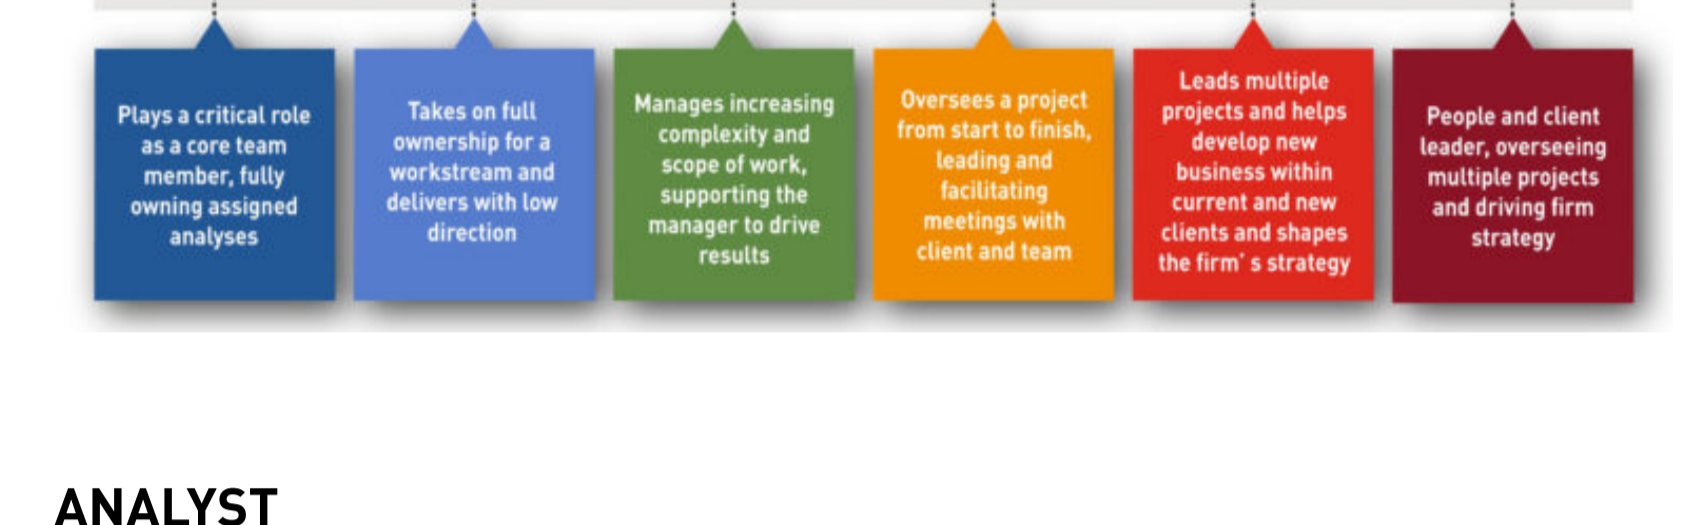 Plays a critical role
as a core team
member, fully
owning assigned
analyses
Takes on full
ownership for a
workstream and
delivers with low
direction
Manages increasing
complexity and
scope of work,
supporting the
manager to drive
results
Oversees a project
from start to finish,
leading and
facilitating
meetings with
client and team
Leads multiple
projects and helps
develop new
business within
current and new
clients and shapes
the firm' s strategy
People and client
leader, overseeing
multiple projects
and driving firm
strategy
ANALYST